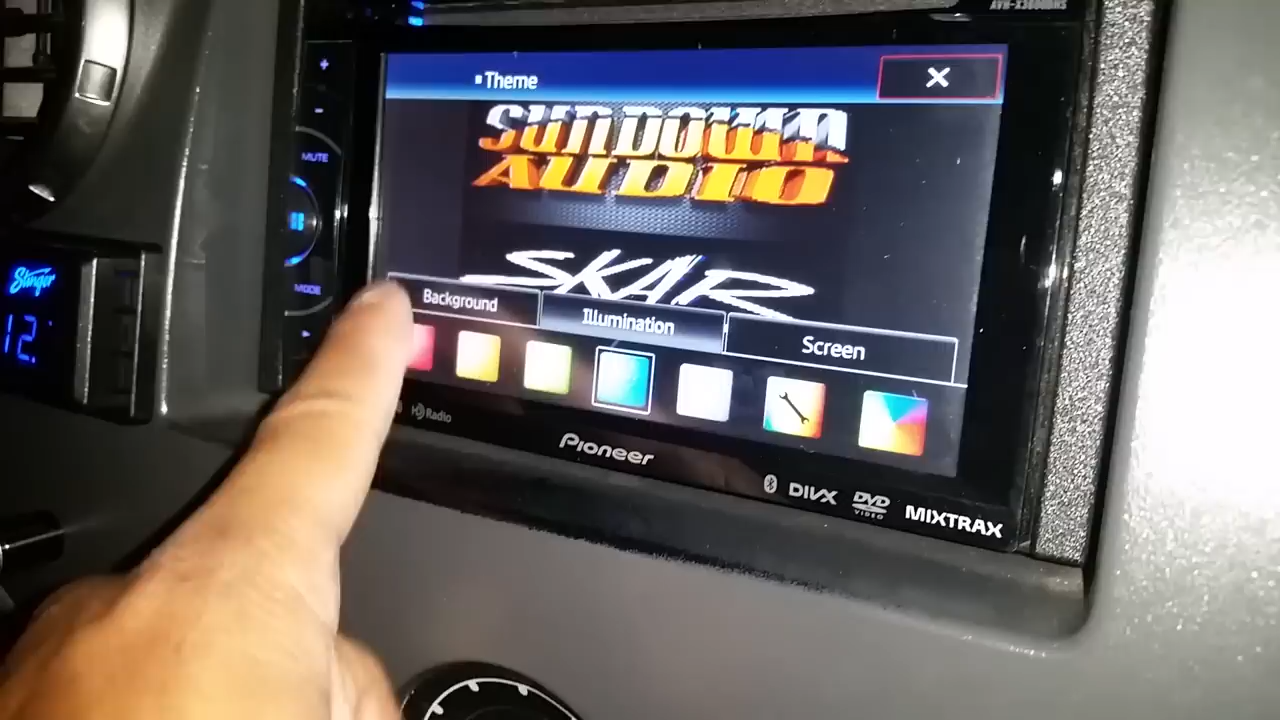 Theme
SUNDOWN
AUDIO
SKAR
Background
Illumination
Screen
MUTE
MODE
Stinger
12.
HD Radio
Pioneer
DIVX
DVD
VIDEO
MIXTRAX